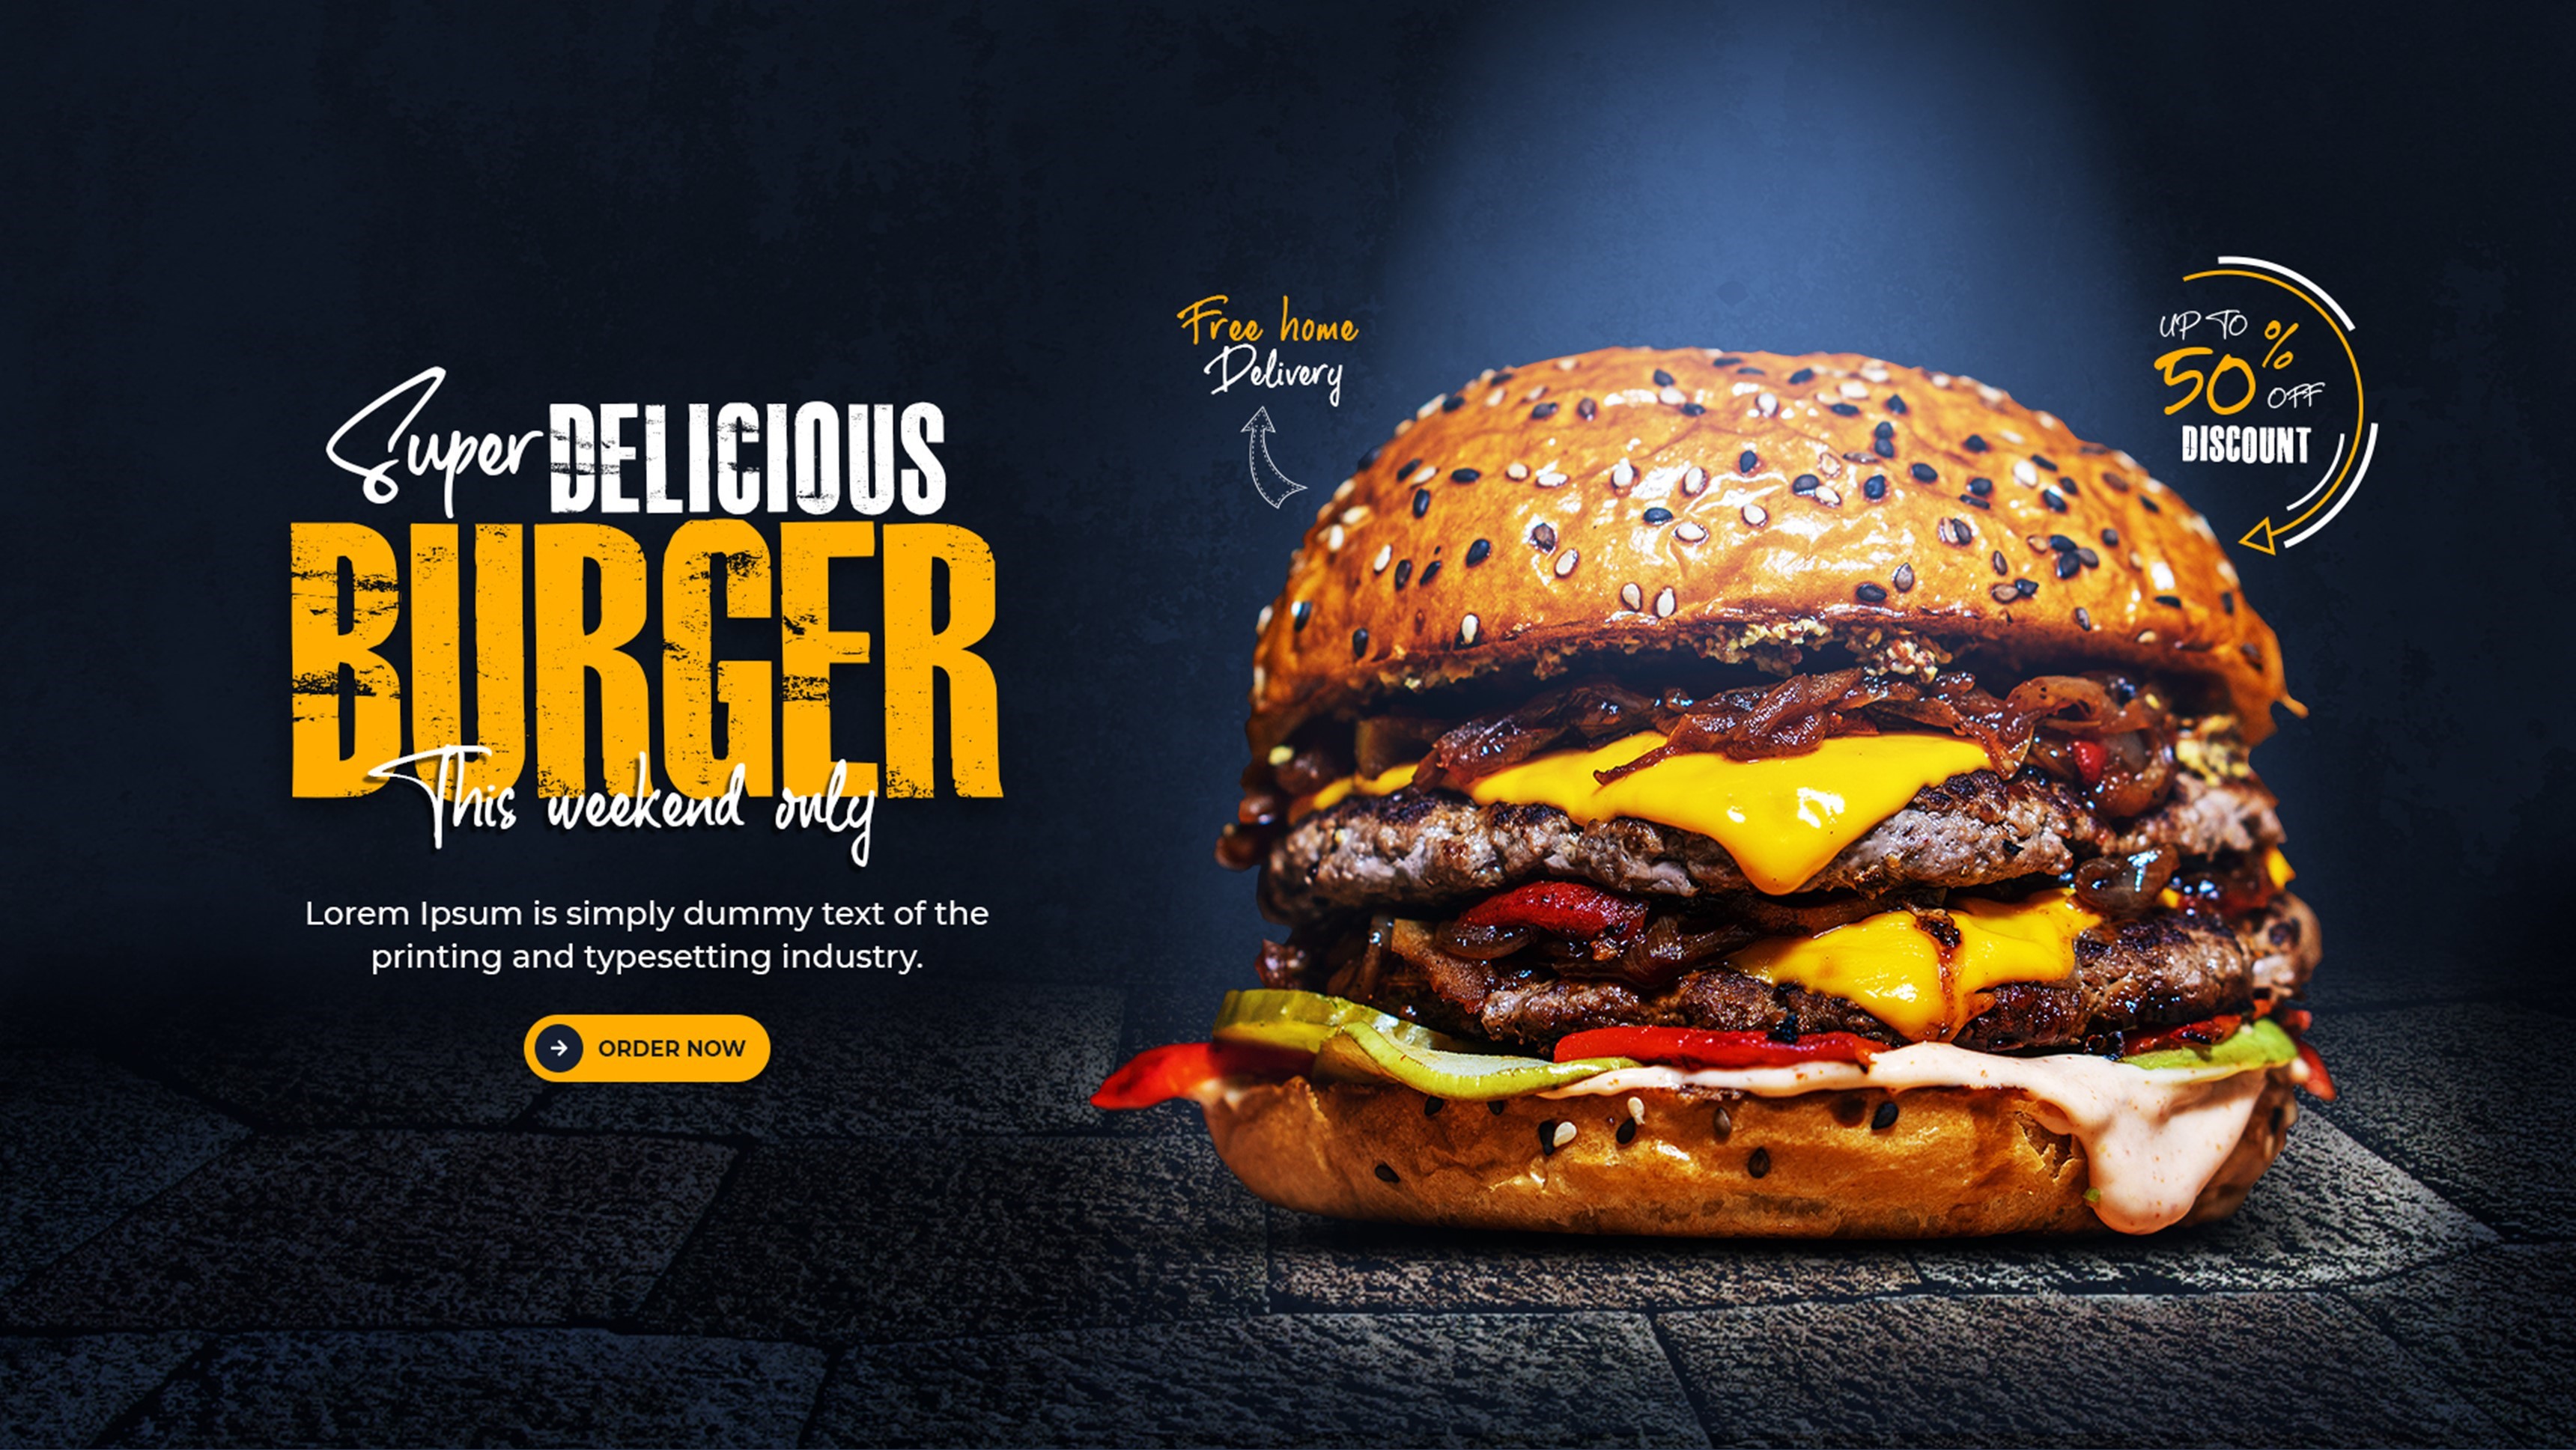 Super DELICIOUS
BURGER
This weekend only
Lorem Ipsum is simply dummy text of the
printing and typesetting industry.
ORDER NOW
Free home
Delivery
UP TO
50% OFF
DISCOUNT